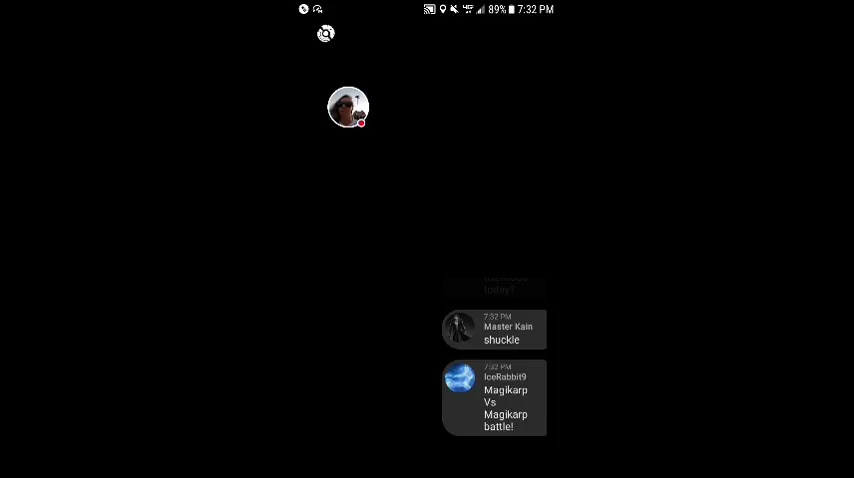 89% 7:32 PM
today?
7:32 PM
Master Kain
shuckle
7:32 PM
IceRabbit9
Magikarp
Vs
Magikarp
battle!